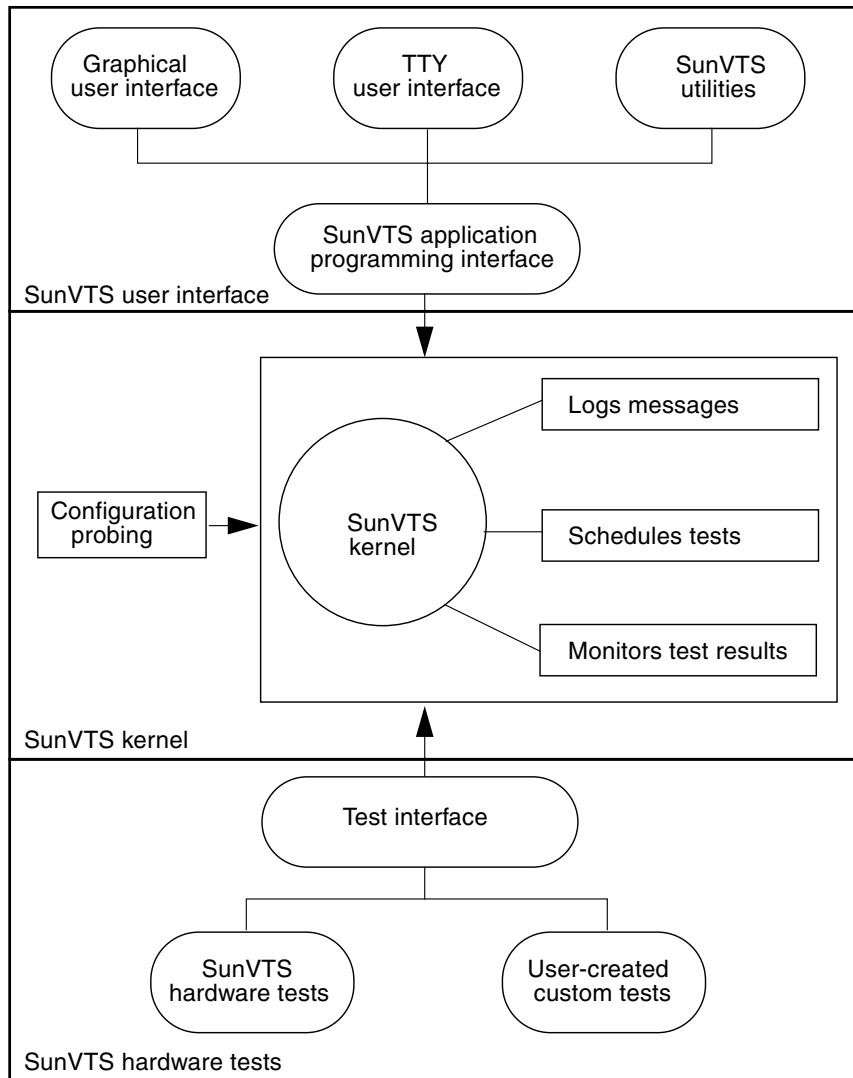 Graphical
user interface
TTY
user interface
SunVTS
utilities
SunVTS application
programming interface
SunVTS user interface
Logs messages
Configuration
probing
SunVTS
kernel
Schedules tests
Monitors test results
SunVTS kernel
Test interface
SunVTS
hardware tests
User-created
custom tests
SunVTS hardware tests